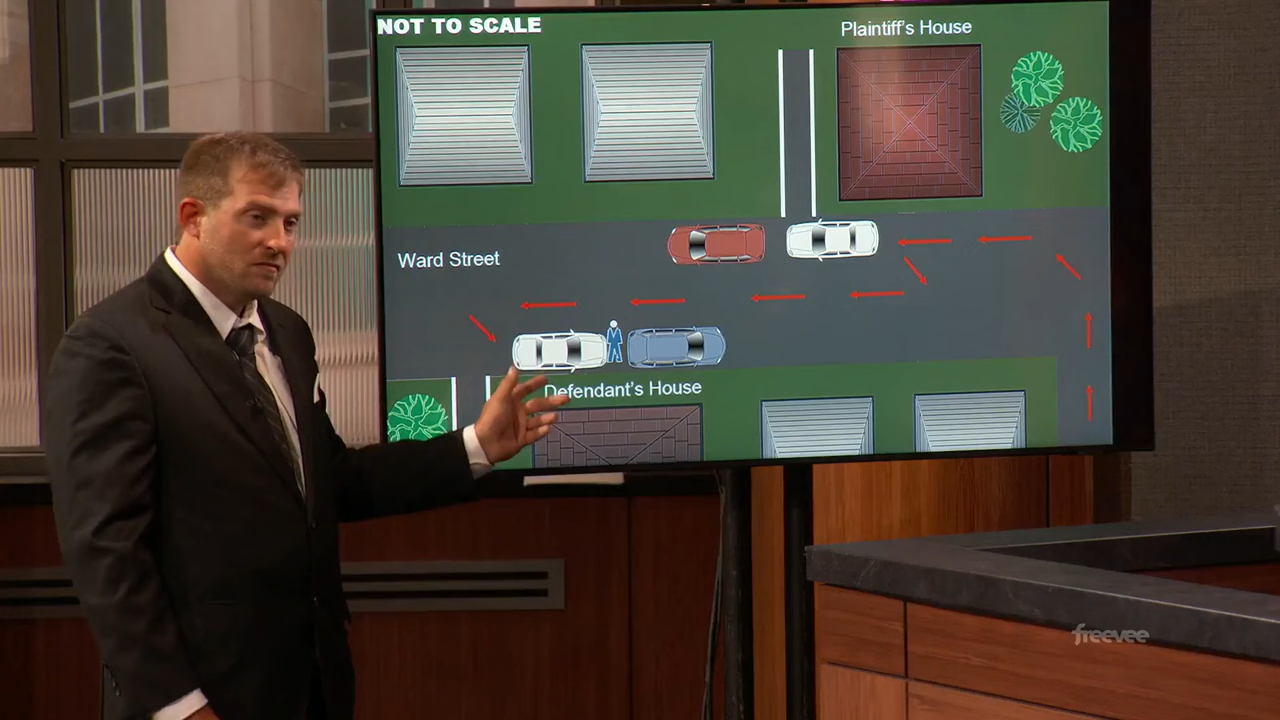 NOT TO SCALE
Plaintiff's House
Ward Street
Defendant's House
freevee